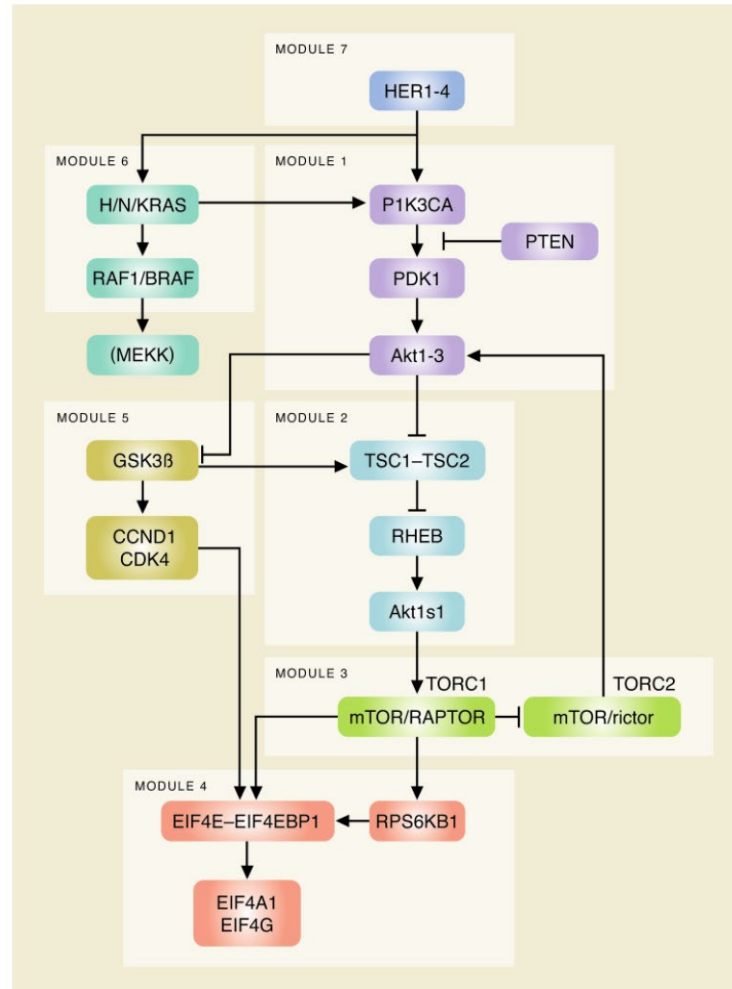 MODULE 7
HER1-4
MODULE 6
MODULE 1
H/N/KRAS
P1K3CA
PTEN
RAF1/BRAF
PDK1
(MEKK)
Akt1-3
MODULE 5
MODULE 2
GSK3ß
TSC1–TSC2
CCND1
CDK4
RHEB
Akt1s1
MODULE 3
TORC1
TORC2
mTOR/RAPTOR
mTOR/rictor
MODULE 4
EIF4E–EIF4EBP1
RPS6KB1
EIF4A1
EIF4G